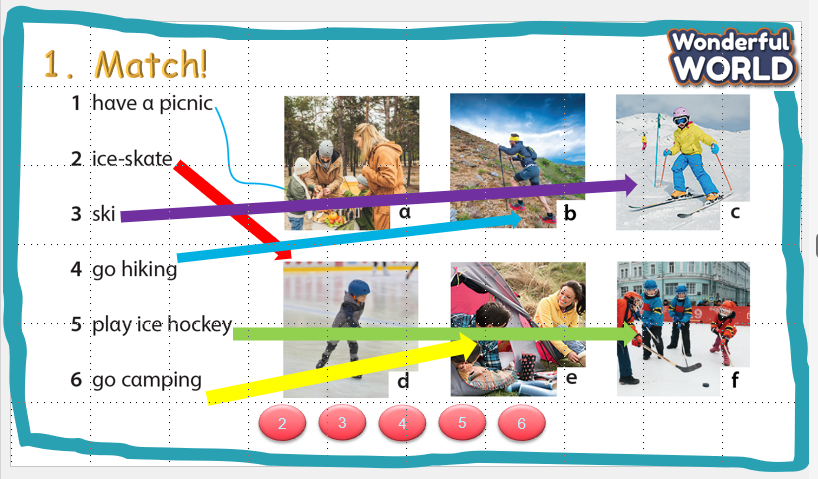 1. Match!
Wonderful
WORLD
1 have a picnic
2 ice-skate
3 ski
4 go hiking
5 play ice hockey
6 go camping
a
b
c
d
e
f
2 3 4 5 6